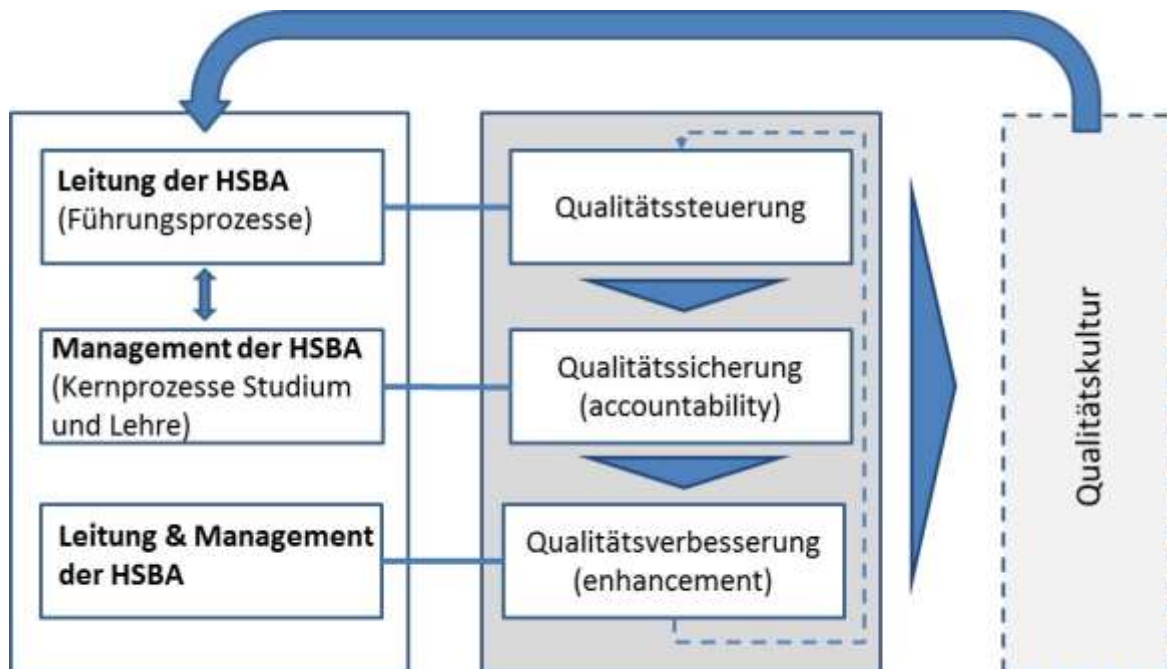 Leitung der HSBA
(Führungsprozesse)
Qualitätssteuerung
Management der HSBA
(Kernprozesse Studium
und Lehre)
Qualitätssicherung
(accountability)
Leitung & Management
der HSBA
Qualitätsverbesserung
(enhancement)
Qualitätskultur